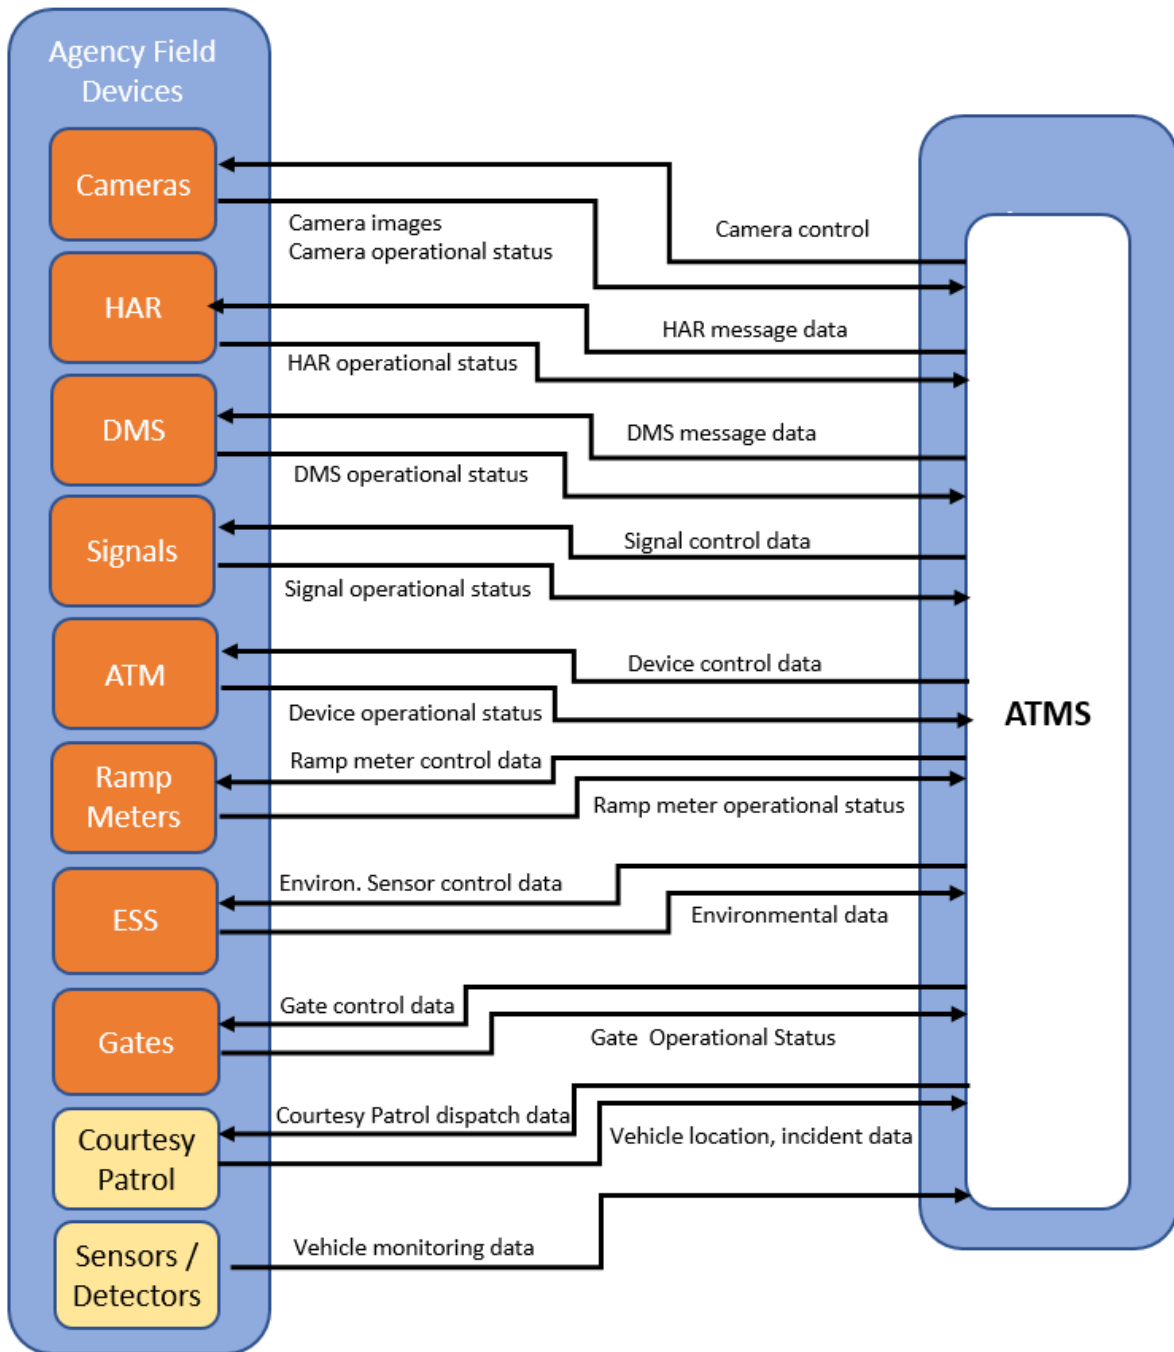 Agency Field
Devices
Cameras
Camera images
Camera operational status
Camera control
HAR
HAR message data
HAR operational status
DMS
DMS message data
DMS operational status
Signals
Signal control data
Signal operational status
ATM
Device control data
Device operational status
ATMS
Ramp
Meters
Ramp meter control data
Ramp meter operational status
ESS
Environ. Sensor control data
Environmental data
Gates
Gate control data
Gate  Operational Status
Courtesy
Patrol
Courtesy Patrol dispatch data
Vehicle location, incident data
Sensors /
Detectors
Vehicle monitoring data